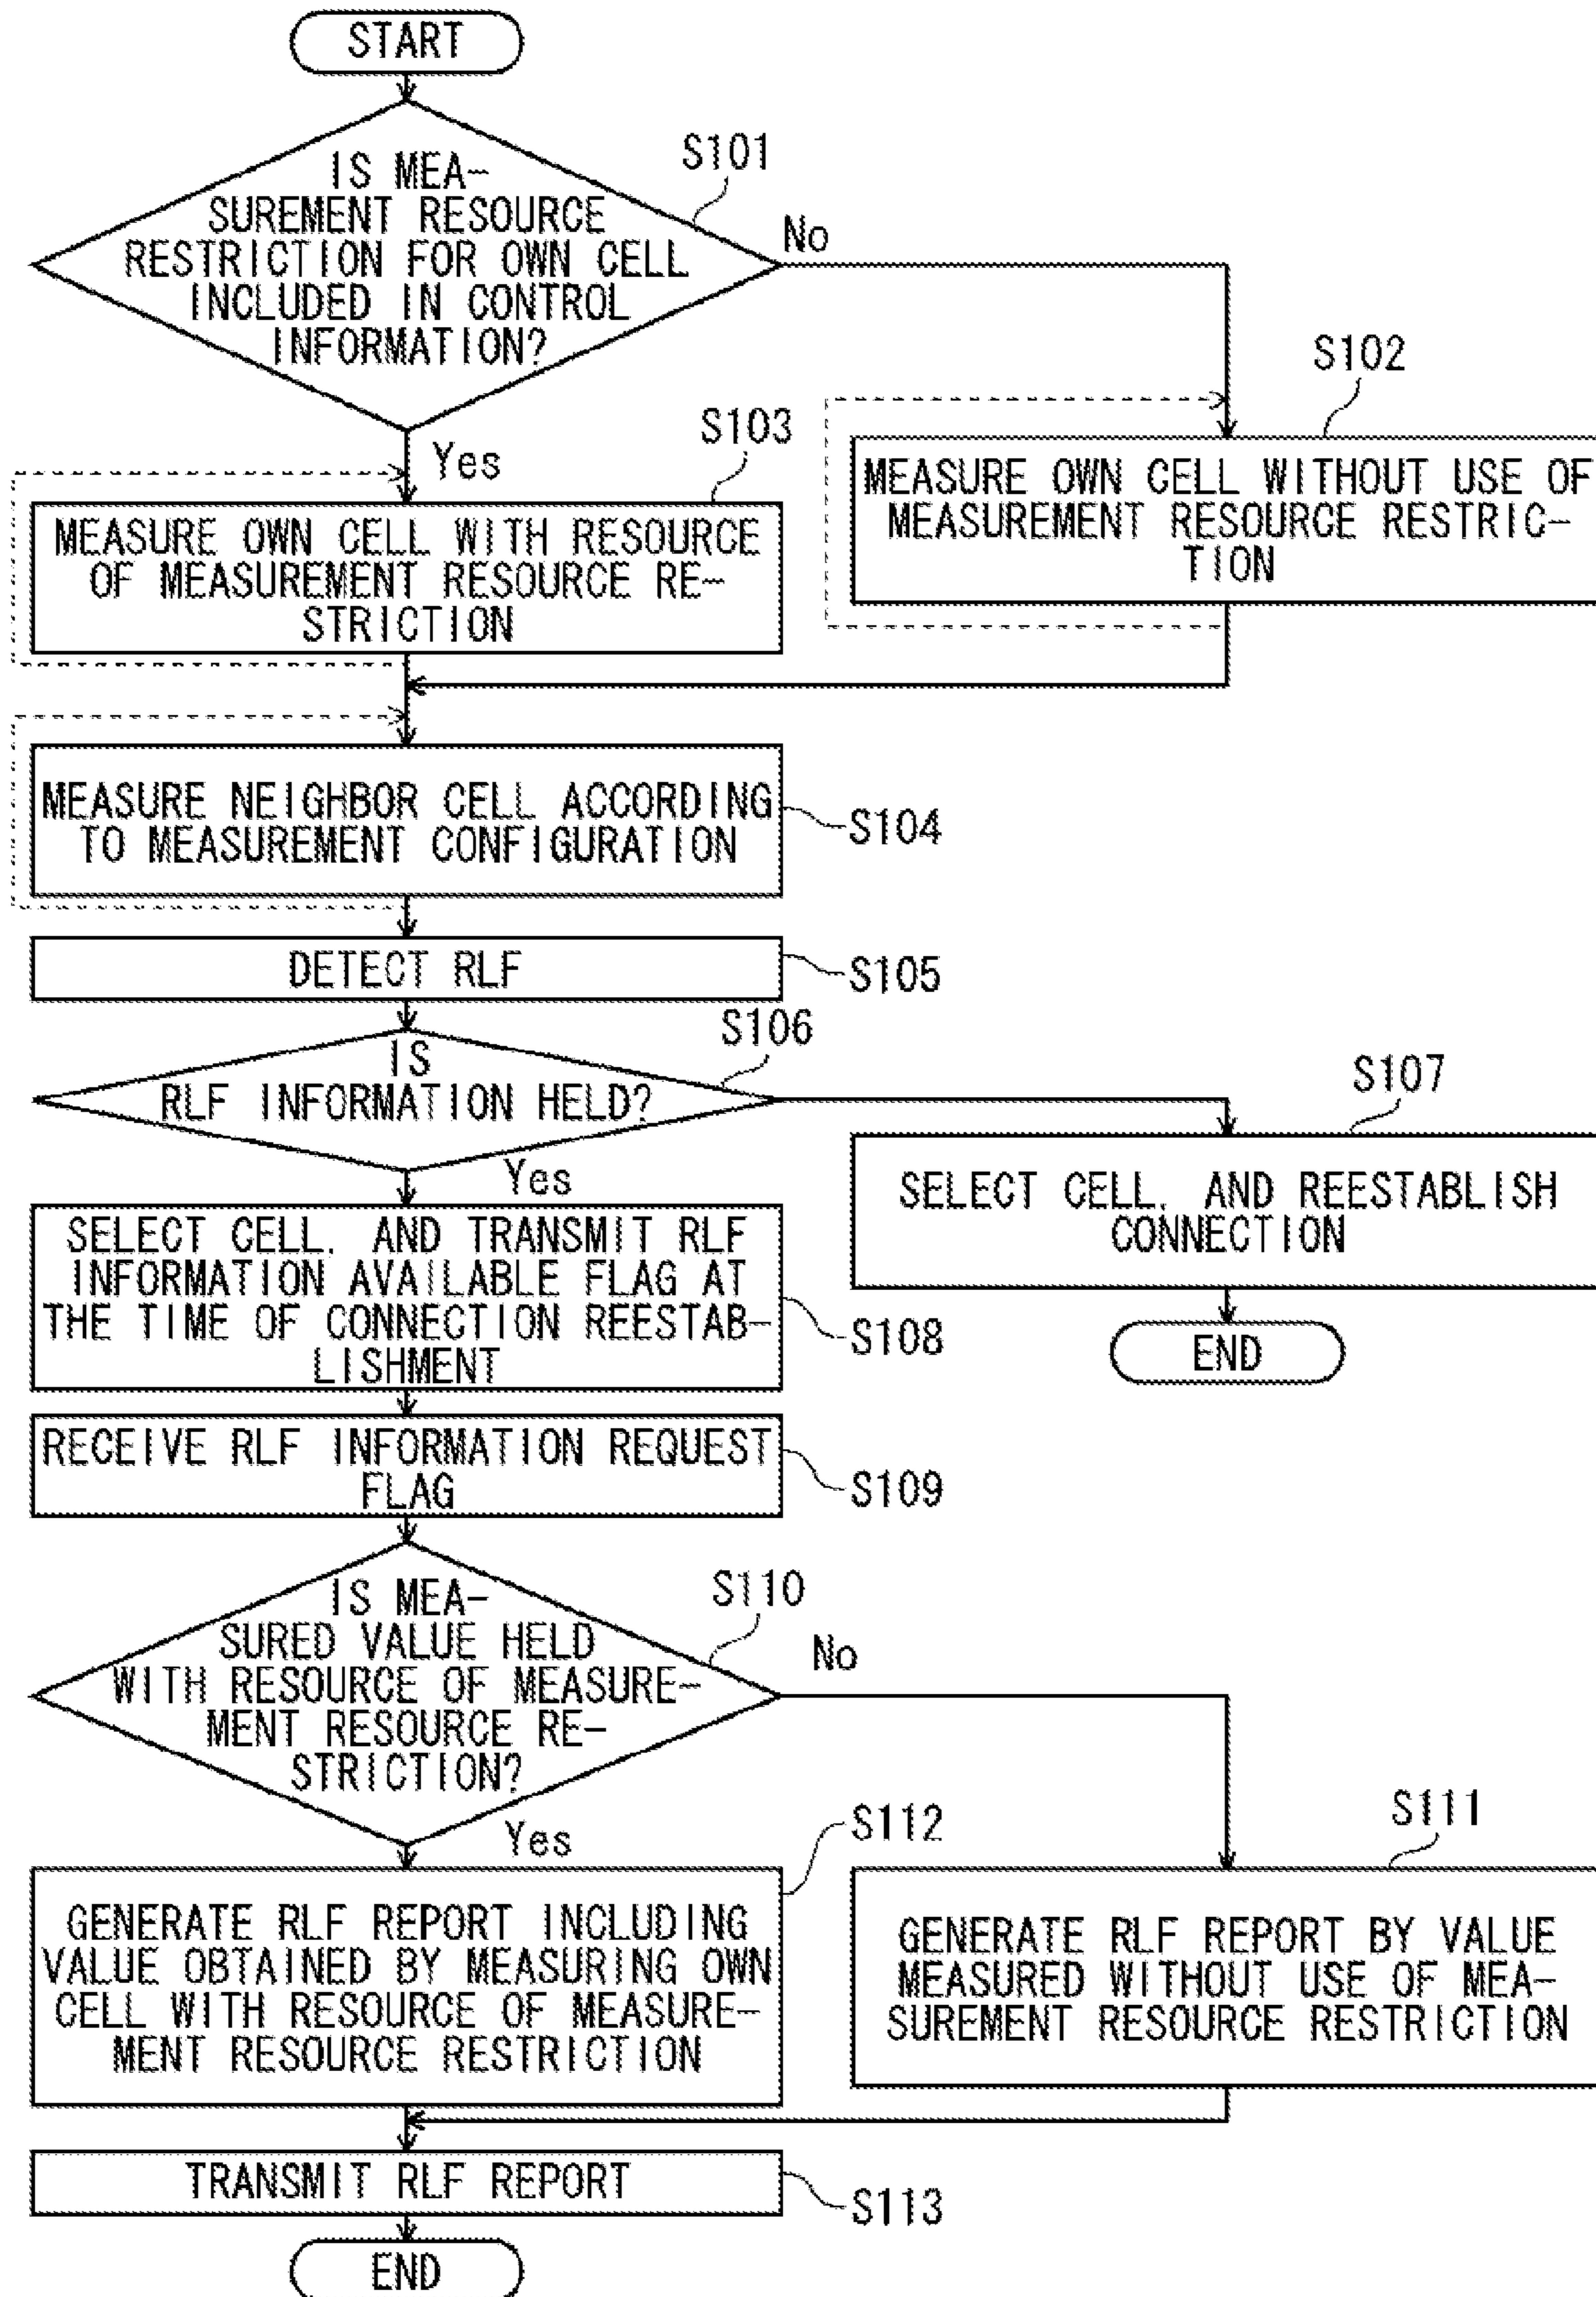 START
S101
IS MEA-
SUREMENT RESOURCE
RESTRICTION FOR OWN CELL
INCLUDED IN CONTROL
INFORMATION?
No
Yes
S102
MEASURE OWN CELL WITHOUT USE OF
MEASUREMENT RESOURCE RESTRIC-
TION
S103
MEASURE OWN CELL WITH RESOURCE
OF MEASUREMENT RESOURCE RE-
STRICTION
MEASURE NEIGHBOR CELL ACCORDING
TO MEASUREMENT CONFIGURATION
S104
DETECT RLF
S105
S106
IS
RLF INFORMATION HELD?
Yes
S107
SELECT CELL, AND REESTABLISH
CONNECTION
END
SELECT CELL, AND TRANSMIT RLF
INFORMATION AVAILABLE FLAG AT
THE TIME OF CONNECTION REESTAB-
LISHMENT
S108
RECEIVE RLF INFORMATION REQUEST
FLAG
S109
S110
IS MEA-
SURED VALUE HELD
WITH RESOURCE OF MEASURE-
MENT RESOURCE RE-
STRICTION?
No
Yes
S111
GENERATE RLF REPORT BY VALUE
MEASURED WITHOUT USE OF MEA-
SUREMENT RESOURCE RESTRICTION
S112
GENERATE RLF REPORT INCLUDING
VALUE OBTAINED BY MEASURING OWN
CELL WITH RESOURCE OF MEASURE-
MENT RESOURCE RESTRICTION
TRANSMIT RLF REPORT
S113
END